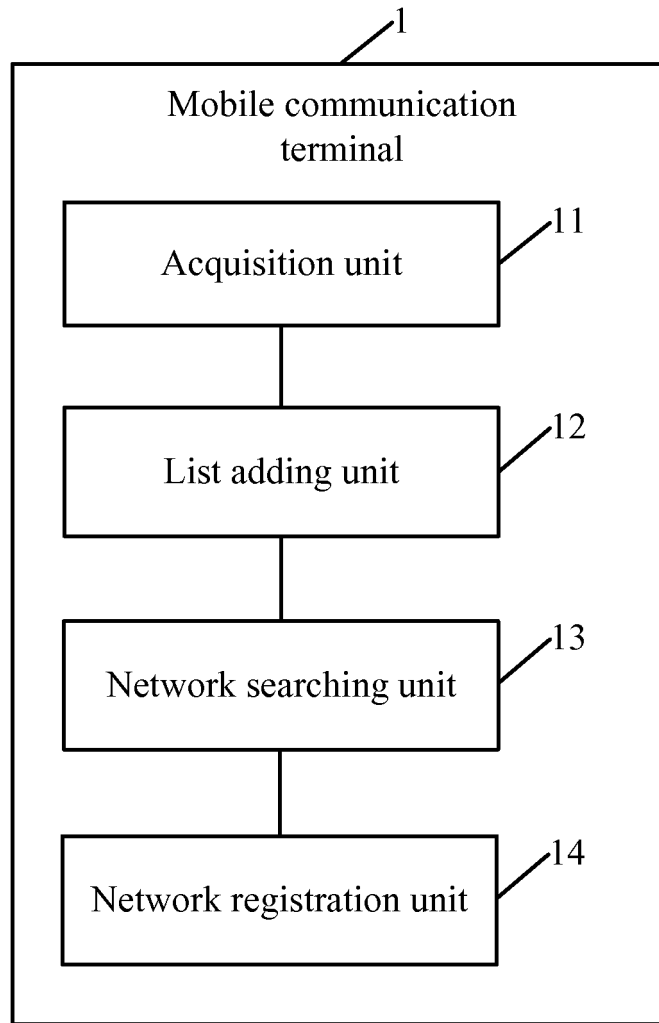 1
Mobile communication
terminal
11
Acquisition unit
12
List adding unit
13
Network searching unit
14
Network registration unit